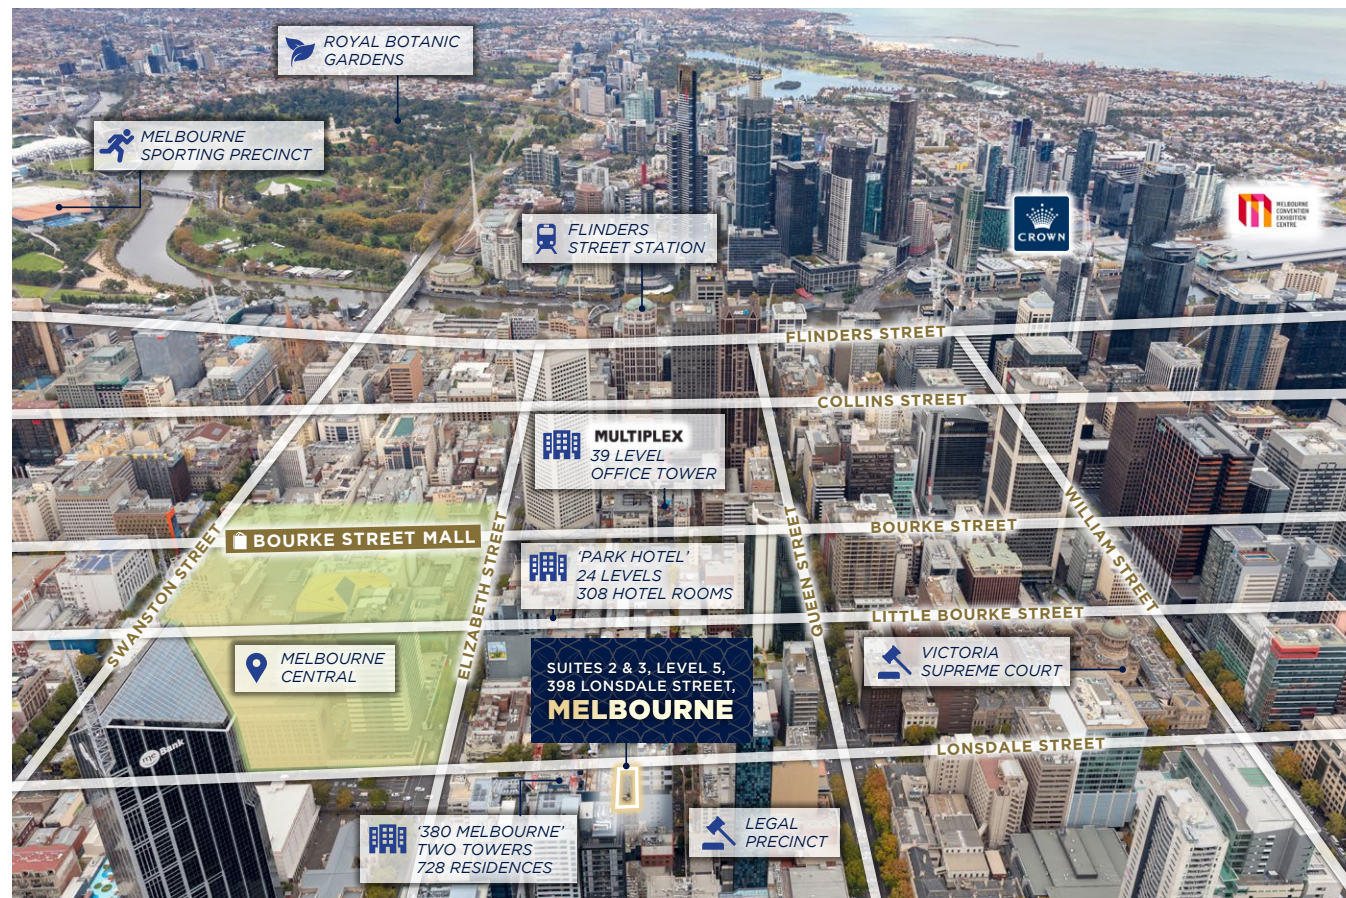 ROYAL BOTANIC
GARDENS
MELBOURNE
SPORTING PRECINCT
FLINDERS
STREET STATION
CROWN
MELBOURNE
CONVENTION
EXHIBITION
CENTRE
FLINDERS STREET
COLLINS STREET
MULTIPLEX
39 LEVEL
OFFICE TOWER
BOURKE STREET MALL
BOURKE STREET
SWANSTON STREET
ELIZABETH STREET
QUEEN STREET
WILLIAM STREET
'PARK HOTEL'
24 LEVELS
308 HOTEL ROOMS
LITTLE BOURKE STREET
MELBOURNE
CENTRAL
SUITES 2 & 3, LEVEL 5,
398 LONSDALE STREET,
MELBOURNE
VICTORIA
SUPREME COURT
me Bank
LONSDALE STREET
'380 MELBOURNE'
TWO TOWERS
728 RESIDENCES
LEGAL
PRECINCT